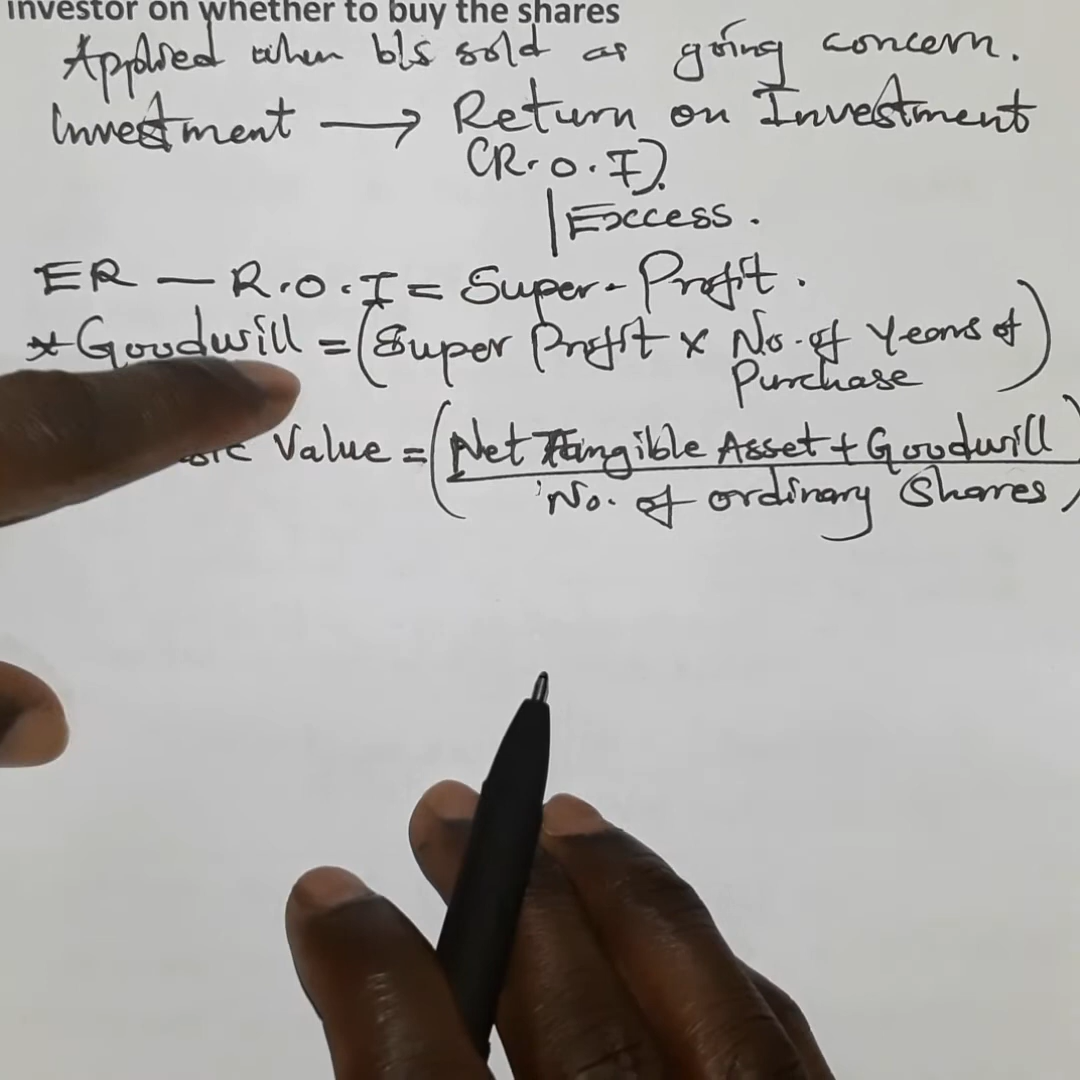 investor on whether to buy the shares
Applied when b/s sold as going concern.
Investment → Return on Investment
(R.O.I).
Excess.
ER — R.O.I = Super-Profit.
* Goodwill = (Super Profit x No. of Years of
Purchase)
Value = (Net Tangible Asset + Goodwill
No. of ordinary Shares)